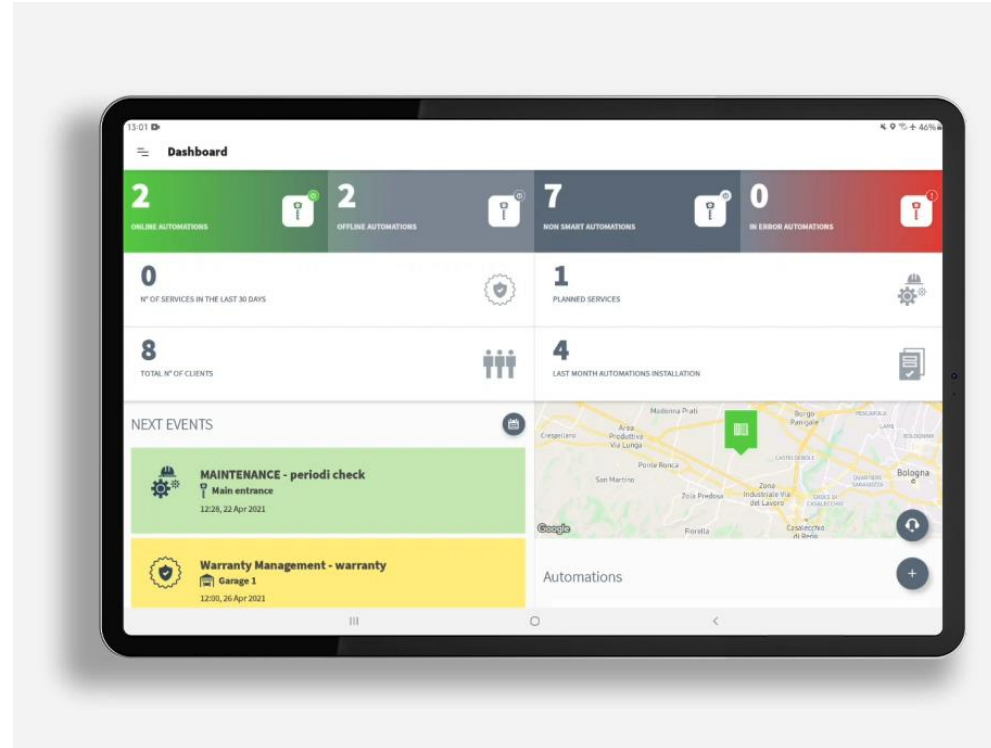 13:01
46%
Dashboard
2
ONLINE AUTOMATIONS
2
OFFLINE AUTOMATIONS
7
NON SMART AUTOMATIONS
0
IN ERROR AUTOMATIONS
0
N° OF SERVICES IN THE LAST 30 DAYS
1
PLANNED SERVICES
8
TOTAL N° OF CLIENTS
4
LAST MONTH AUTOMATIONS INSTALLATION
NEXT EVENTS
MAINTENANCE - periodi check
Main entrance
12:28, 22 Apr 2021
Warranty Management - warranty
Garage 1
12:00, 26 Apr 2021
Madonna Prati
Borgo
Panigale
Crespellano
Area
Produttiva
Via Lunga
Ponte Ronca
San Martino
Zola Predosa
Zona
Industriale Via
del Lavoro
CASTELDEBOLE
Bologna
Casalecchio
di Reno
Google
Automations
+